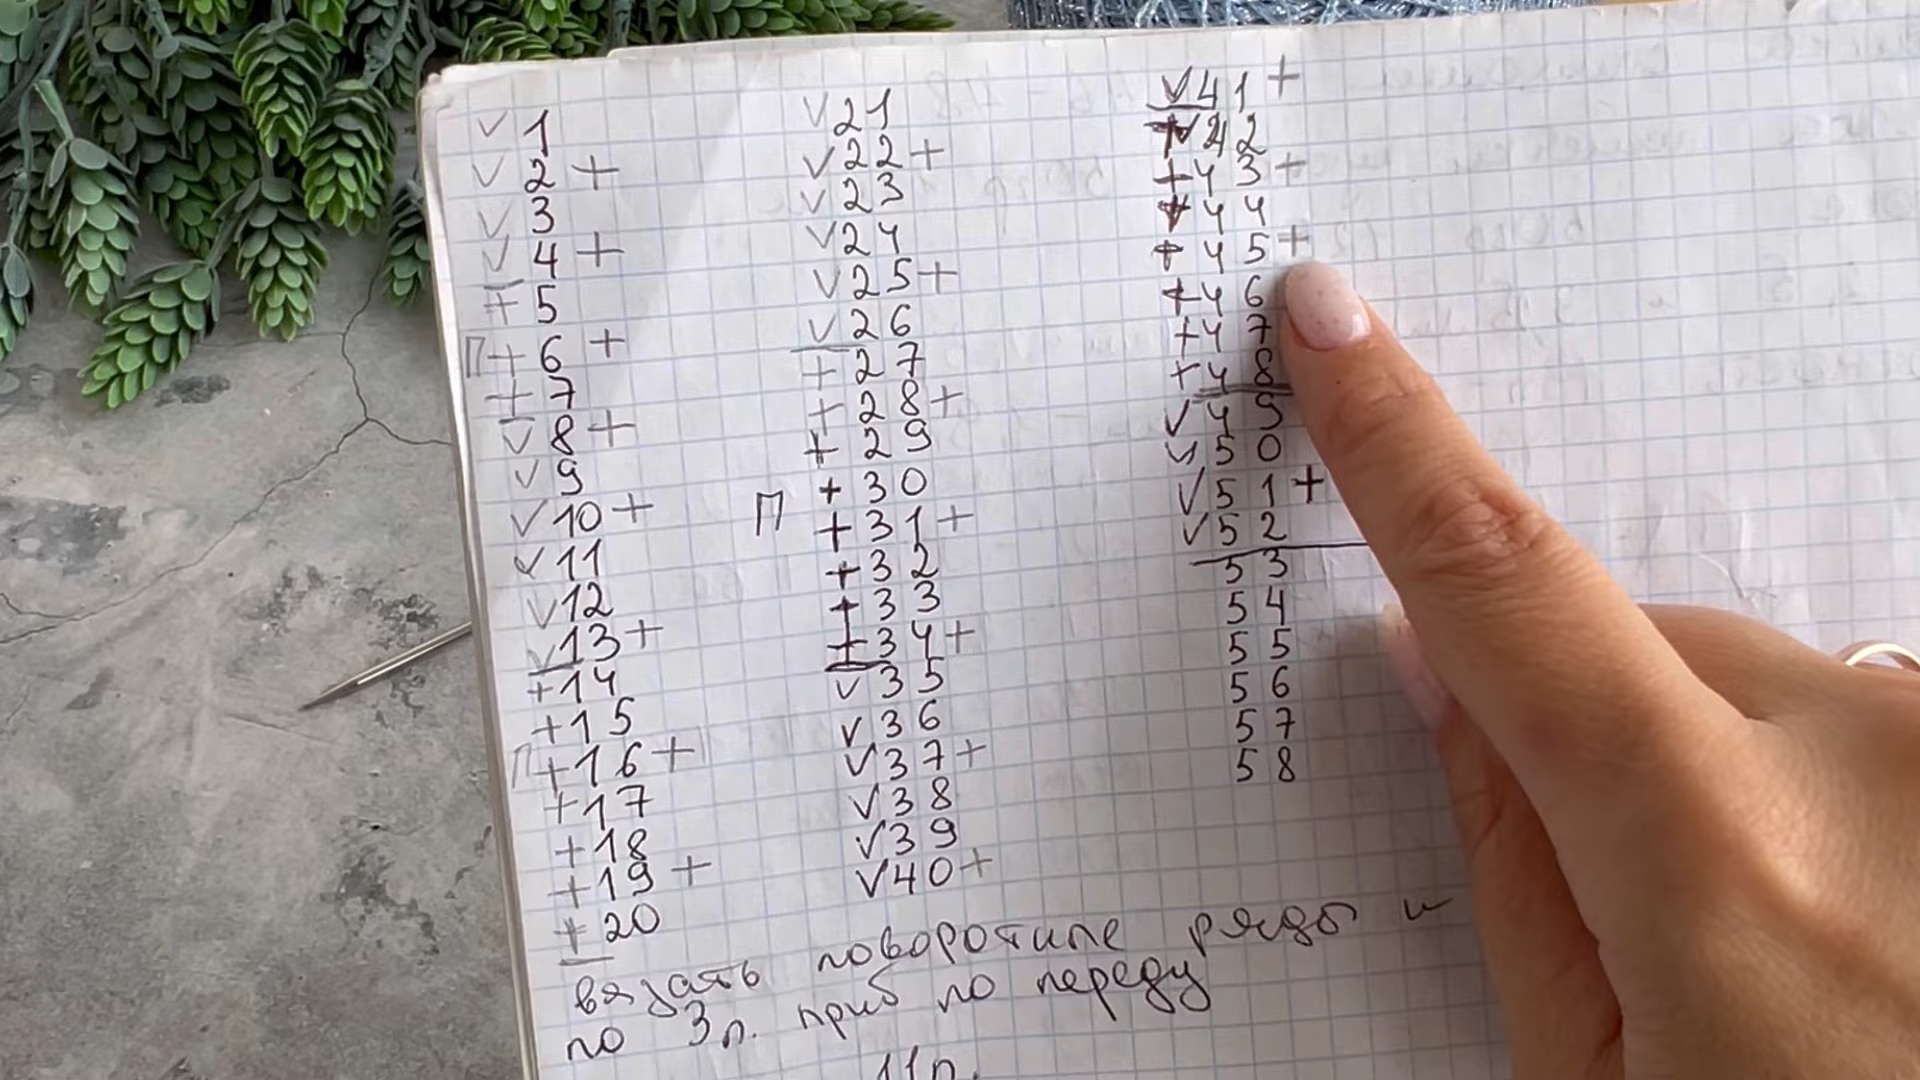 √ 1
√ 2 +
√ 3
√ 4 +
+ 5
П + 6 +
+ 7
√ 8 +
√ 9
√ 10 +
√ 11
√ 12
√ 13 +
+ 14
+ 15
П + 16 +
+ 17
+ 18
+ 19 +
+ 20
√ 21
√ 22 +
√ 23
√ 24
√ 25 +
√ 26
+ 27
+ 28 +
+ 29
+ 30
П + 31 +
+ 32
+ 33
+ 34 +
√ 35
√ 36
√ 37 +
√ 38
√ 39
√ 40 +
√ 41 +
+ 42
+ 43 +
+ 44
+ 45 +
+ 46
+ 47
+ 48
√ 49
√ 50
√ 51 +
√ 52
53
54
55
56
57
58
вязать поворотные ряды и
по 3п. приб по переду
11п.